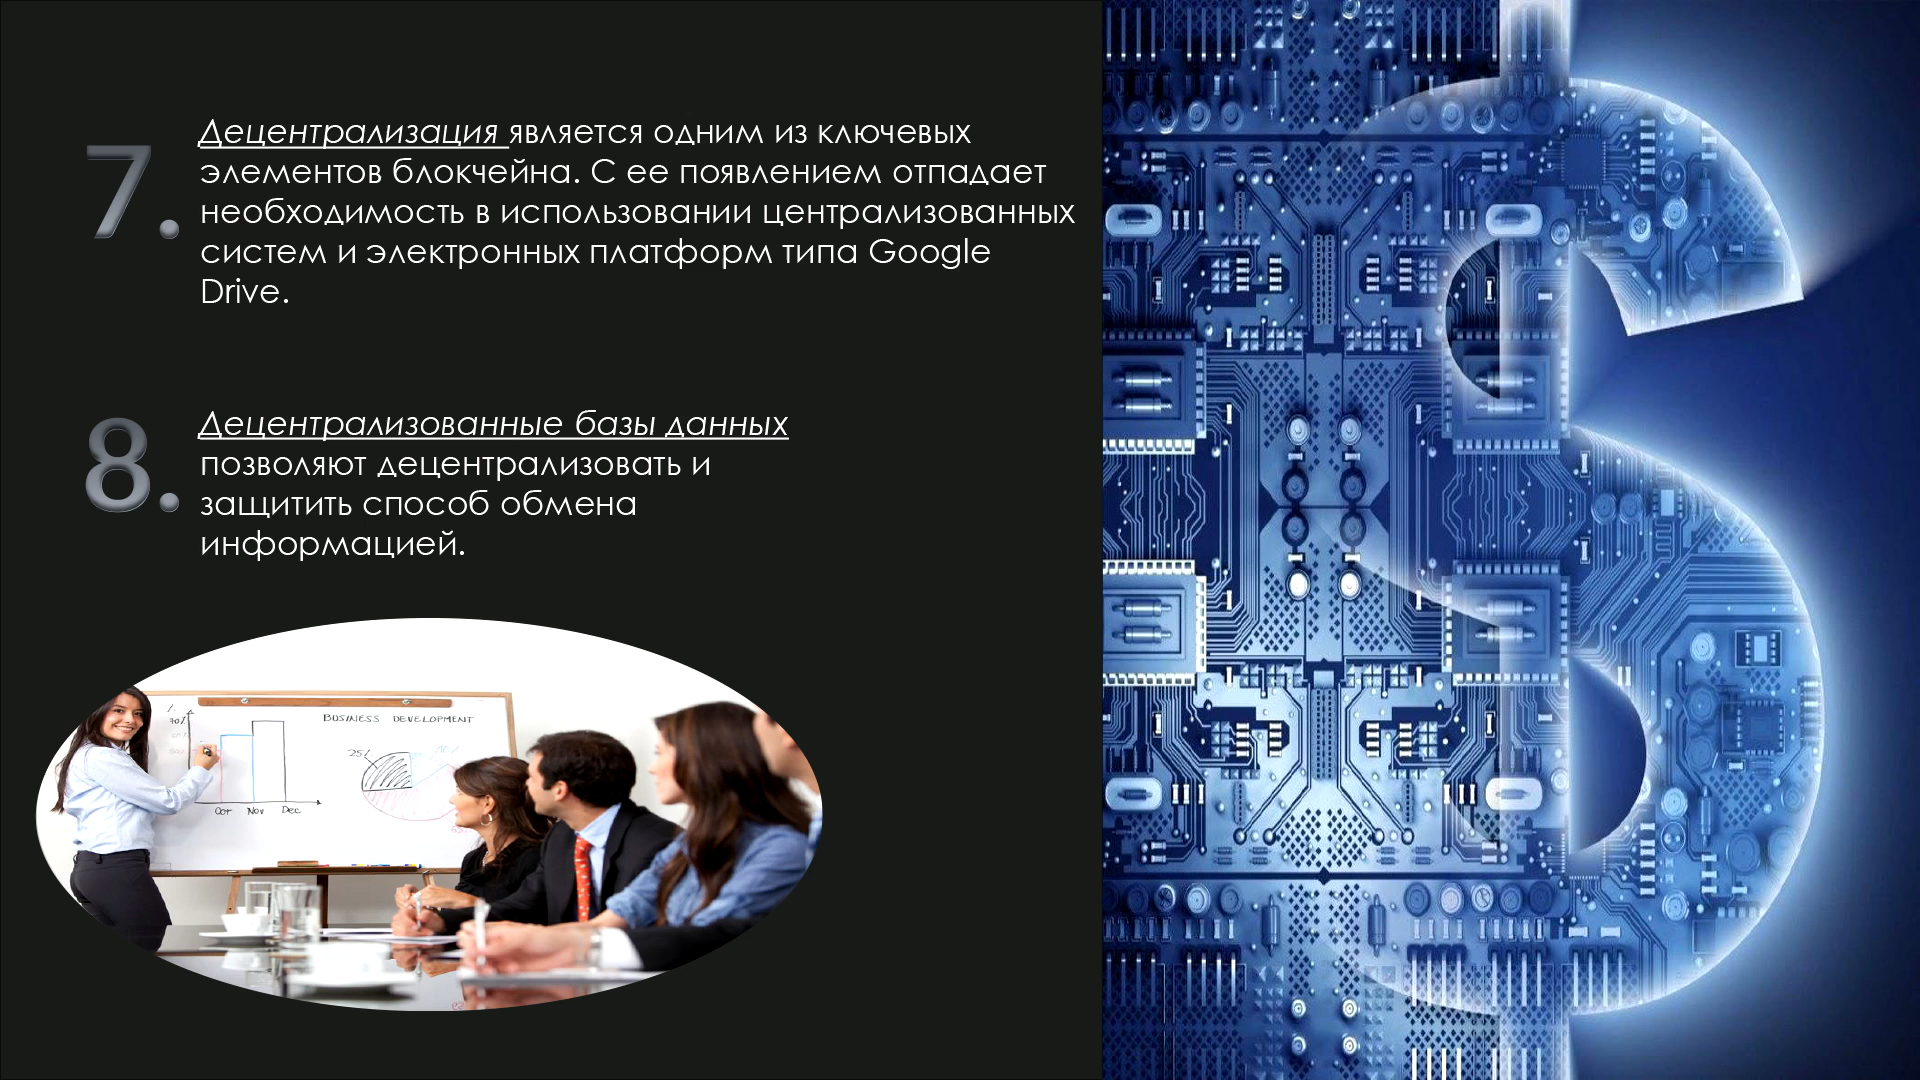 7.
Децентрализация является одним из ключевых
элементов блокчейна. С ее появлением отпадает
необходимость в использовании централизованных
систем и электронных платформ типа Google
Drive.
8.
Децентрализованные базы данных
позволяют децентрализовать и
защитить способ обмена
информацией.
BUSINESS DEVELOPMENT
25%
Oct Nov Dec